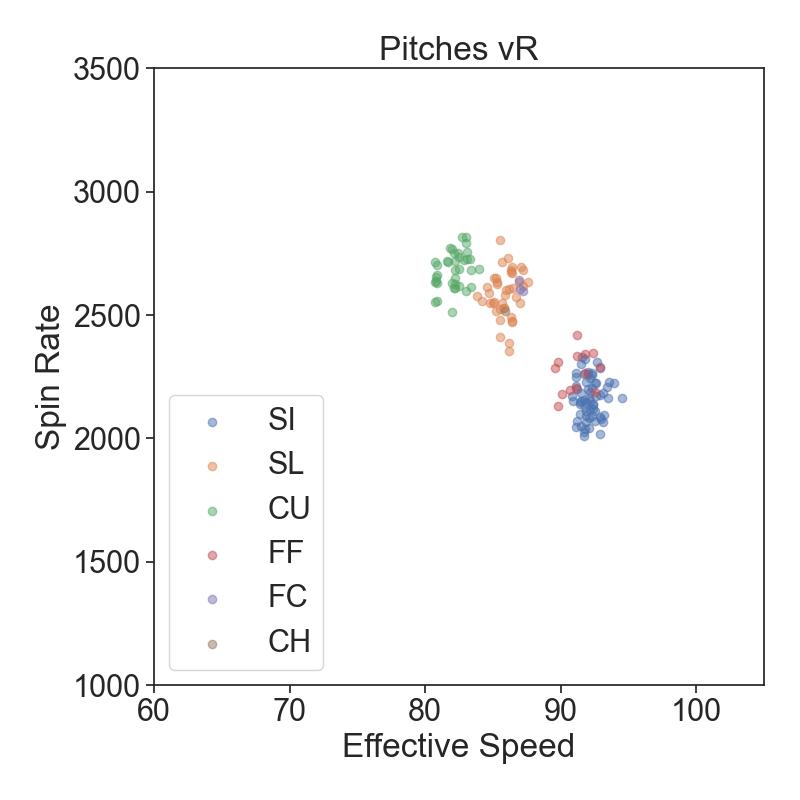 Pitches vR
3500
3000
2500
2000
1500
1000
Spin Rate
SI
SL
CU
FF
FC
CH
60
70
80
90
100
Effective Speed